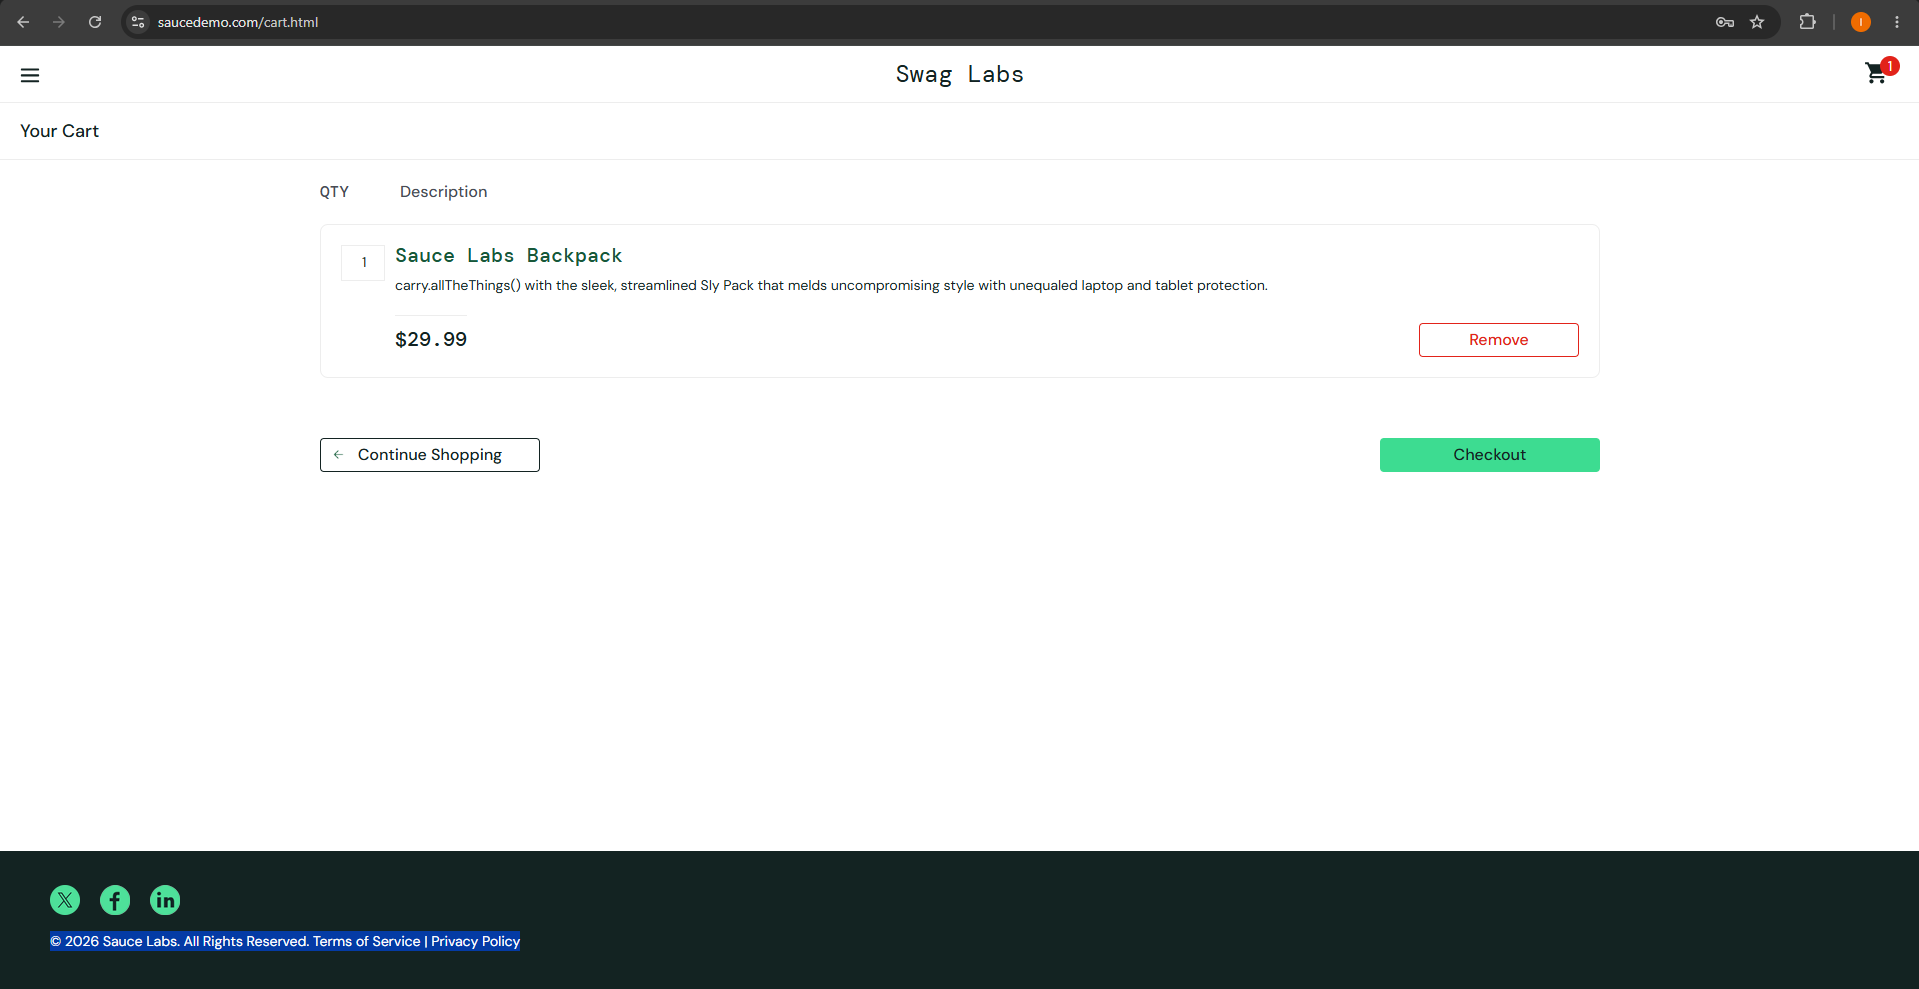 saucedemo.com/cart.html
I
Swag Labs
1
Your Cart
QTY Description
1 Sauce Labs Backpack
carry.allTheThings() with the sleek, streamlined Sly Pack that melds uncompromising style with unequaled laptop and tablet protection.
$29.99 Remove
Continue Shopping Checkout
© 2026 Sauce Labs. All Rights Reserved. Terms of Service | Privacy Policy